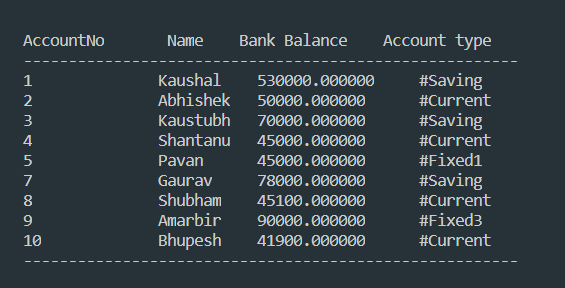 AccountNo Name Bank Balance Account type
-------------------------------------------------------
1 Kaushal 530000.000000 #Saving
2 Abhishek 50000.000000 #Current
3 Kaustubh 70000.000000 #Saving
4 Shantanu 45000.000000 #Current
5 Pavan 45000.000000 #Fixed1
7 Gaurav 78000.000000 #Saving
8 Shubham 45100.000000 #Current
9 Amarbir 90000.000000 #Fixed3
10 Bhupesh 41900.000000 #Current
-------------------------------------------------------